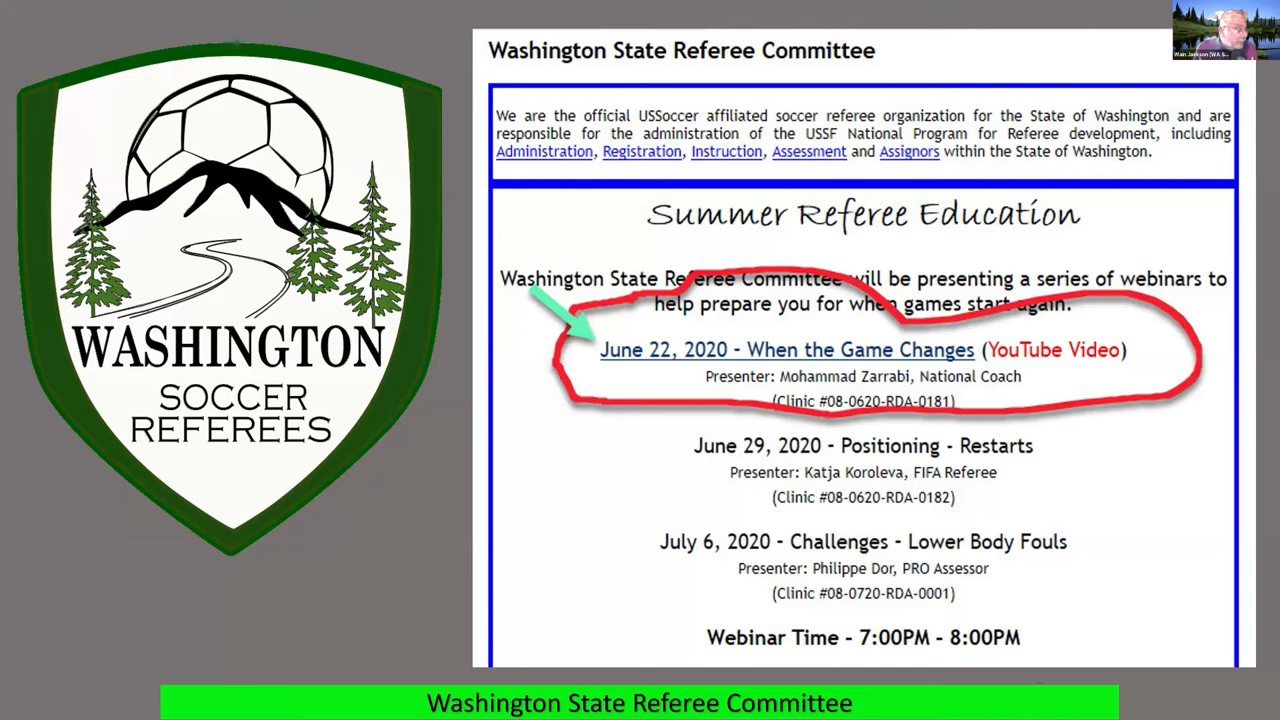 WASHINGTON
SOCCER
REFEREES
Washington State Referee Committee
We are the official USSoccer affiliated soccer referee organization for the State of Washington and are
responsible for the administration of the USSF National Program for Referee development, including
Administration, Registration, Instruction, Assessment and Assignors within the State of Washington.
Summer Referee Education
Washington State Referee Committee will be presenting a series of webinars to
help prepare you for when games start again.
June 22, 2020 - When the Game Changes (YouTube Video)
Presenter: Mohammad Zarrabi, National Coach
(Clinic #08-0620-RDA-0181)
June 29, 2020 - Positioning - Restarts
Presenter: Katja Koroleva, FIFA Referee
(Clinic #08-0620-RDA-0182)
July 6, 2020 - Challenges - Lower Body Fouls
Presenter: Philippe Dor, PRO Assessor
(Clinic #08-0720-RDA-0001)
Webinar Time - 7:00PM - 8:00PM
Wain Jackson (WA S...
Washington State Referee Committee